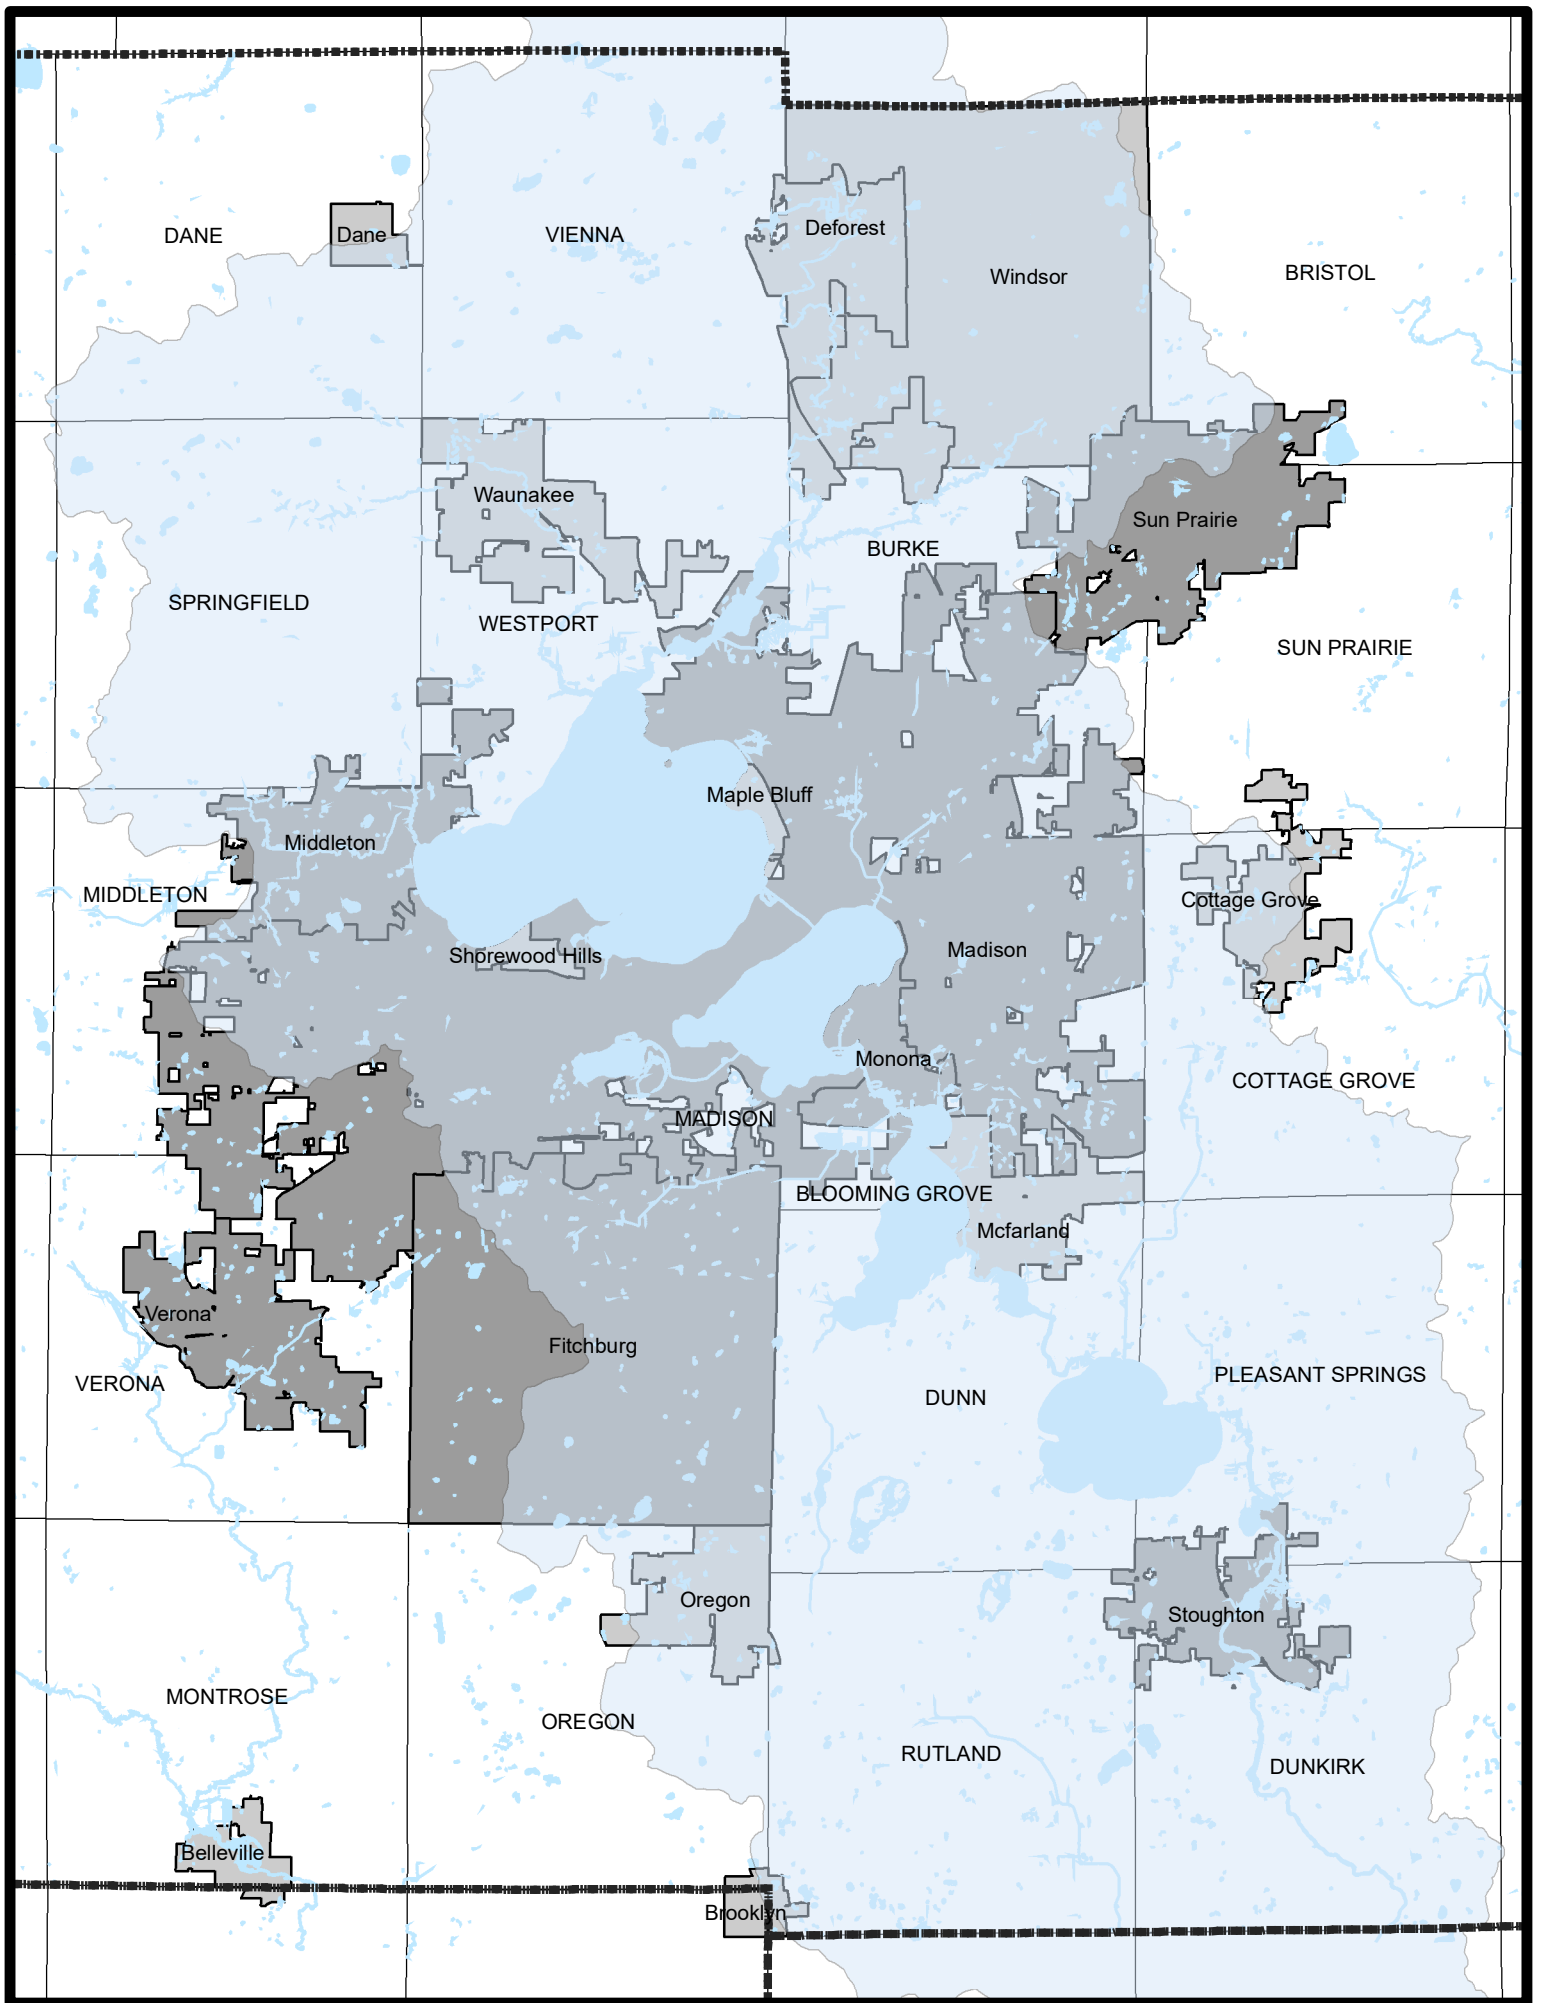 Deforest
DANE
Dane
VIENNA
BRISTOL
Windsor
Waunakee
Sun Prairie
BURKE
SPRINGFIELD
WESTPORT
SUN PRAIRIE
Maple Bluff
Middleton
MIDDLETON
Cottage Grove
Shorewood Hills
Madison
Monona
COTTAGE GROVE
MADISON
BLOOMING GROVE
Mcfarland
Verona
Fitchburg
PLEASANT SPRINGS
VERONA
DUNN
Oregon
Stoughton
MONTROSE
OREGON
RUTLAND
DUNKIRK
Belleville
Brooklyn